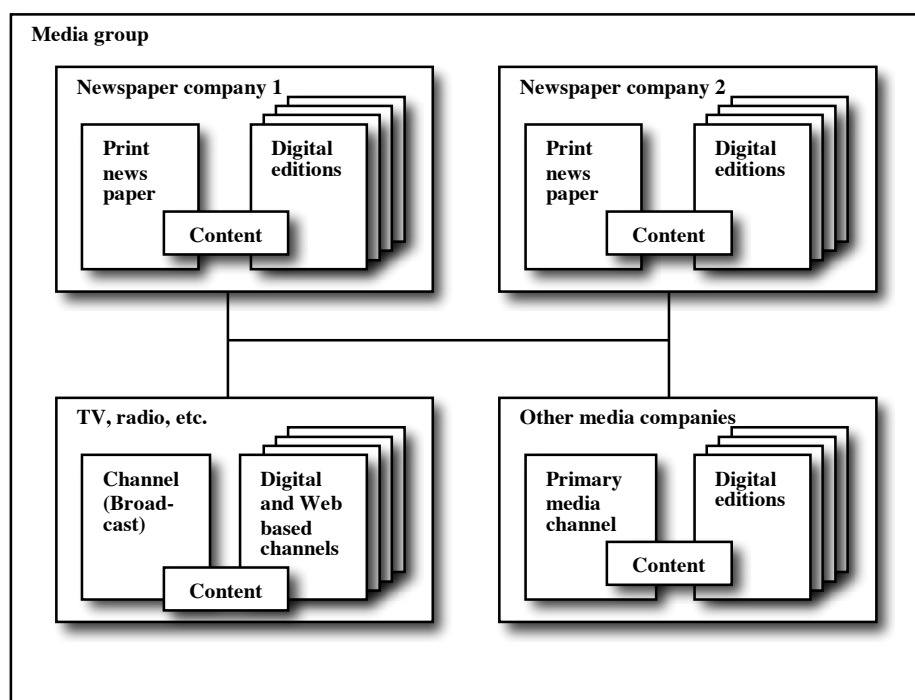 Media group
Newspaper company 1
Print
news
paper
Digital
editions
Content
Newspaper company 2
Print
news
paper
Digital
editions
Content
TV, radio, etc.
Channel
(Broad-
cast)
Digital
and Web
based
channels
Content
Other media companies
Primary
media
channel
Digital
editions
Content